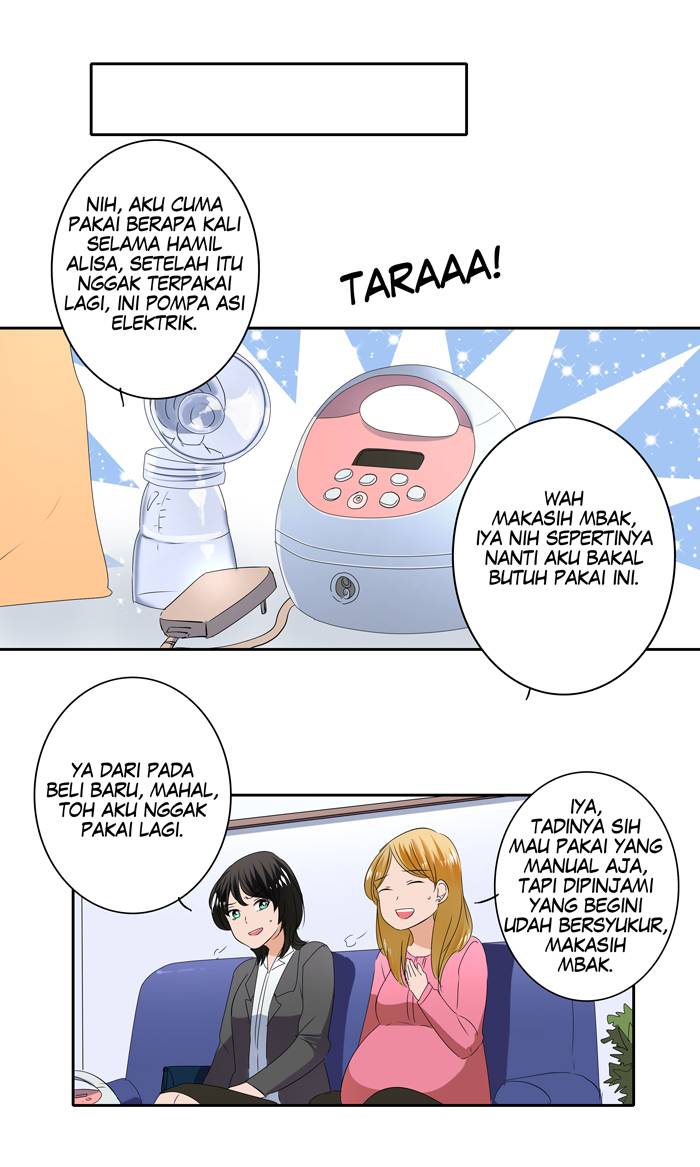 NIH, AKU CUMA
PAKAI BERAPA KALI
SELAMA HAMIL
ALISA, SETELAH ITU
NGGAK TERPAKAI
LAGI, INI POMPA ASI
ELEKTRIK.
TARAAA!
WAH
MAKASIH MBAK,
IYA NIH SEPERTINYA
NANTI AKU BAKAL
BUTUH PAKAI INI.
YA DARI PADA
BELI BARU, MAHAL,
TOH AKU NGGAK
PAKAI LAGI.
IYA,
TADINYA SIH
MAU PAKAI YANG
MANUAL AJA,
TAPI DIPINJAMI
YANG BEGINI
UDAH BERSYUKUR,
MAKASIH
MBAK.